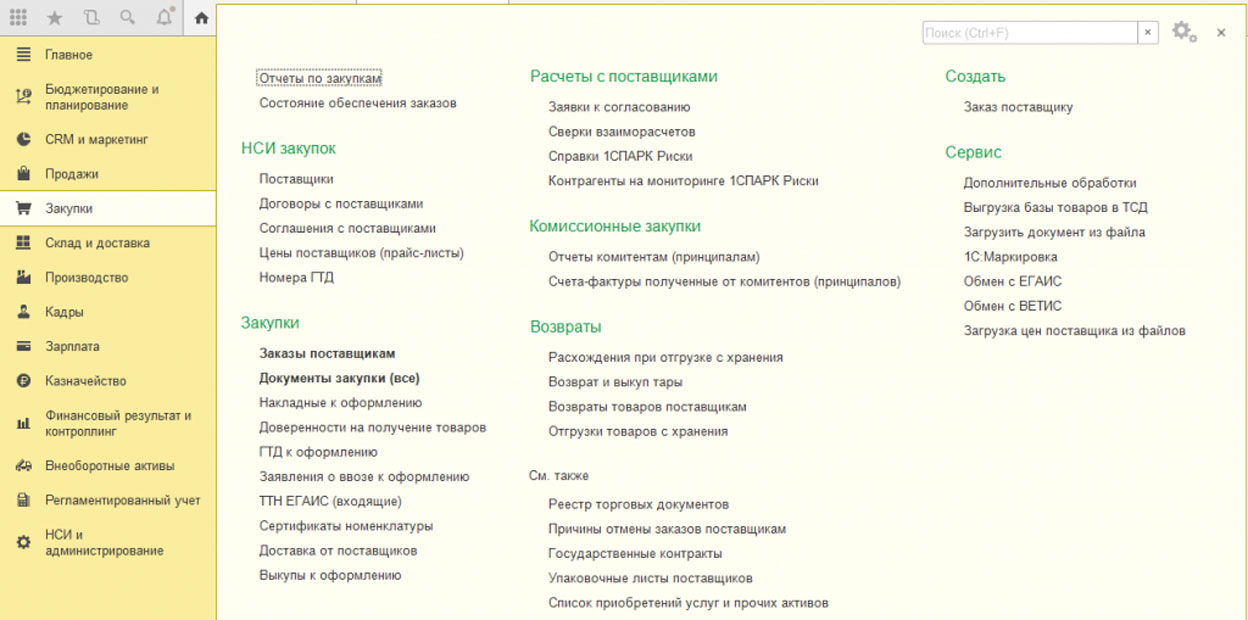 Главное
Бюджетирование и
планирование
CRM и маркетинг
Продажи
Закупки
Склад и доставка
Производство
Кадры
Зарплата
Казначейство
Финансовый результат и
контроллинг
Внеоборотные активы
Регламентированный учет
НСИ и
администрирование
Поиск (Ctrl+F)
Отчеты по закупкам
Состояние обеспечения заказов
НСИ закупок
Поставщики
Договоры с поставщиками
Соглашения с поставщиками
Цены поставщиков (прайс-листы)
Номера ГТД
Закупки
Заказы поставщикам
Документы закупки (все)
Накладные к оформлению
Доверенности на получение товаров
ГТД к оформлению
Заявления о ввозе к оформлению
ТТН ЕГАИС (входящие)
Сертификаты номенклатуры
Доставка от поставщиков
Выкупы к оформлению
Расчеты с поставщиками
Заявки к согласованию
Сверки взаиморасчетов
Справки 1СПАРК Риски
Контрагенты на мониторинге 1СПАРК Риски
Комиссионные закупки
Отчеты комитентам (принципалам)
Счета-фактуры полученные от комитентов (принципалов)
Возвраты
Расхождения при отгрузке с хранения
Возврат и выкуп тары
Возвраты товаров поставщикам
Отгрузки товаров с хранения
См. также
Реестр торговых документов
Причины отмены заказов поставщикам
Государственные контракты
Упаковочные листы поставщиков
Список приобретений услуг и прочих активов
Создать
Заказ поставщику
Сервис
Дополнительные обработки
Выгрузка базы товаров в ТСД
Загрузить документ из файла
1С:Маркировка
Обмен с ЕГАИС
Обмен с ВЕТИС
Загрузка цен поставщика из файлов